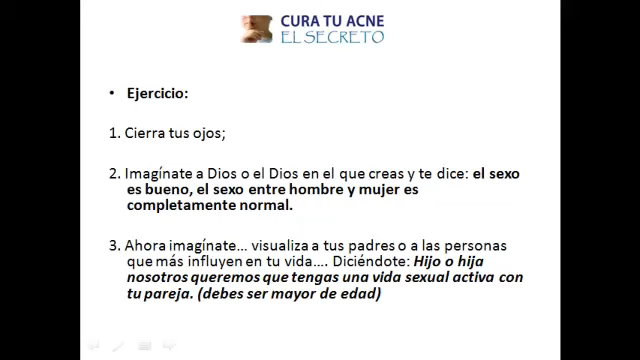 CURA TU ACNE
EL SECRETO
• Ejercicio:
1. Cierra tus ojos;
2. Imagínate a Dios o el Dios en el que creas y te dice: el sexo
es bueno, el sexo entre hombre y mujer es
completamente normal.
3. Ahora imagínate... visualiza a tus padres o a las personas
que más influyen en tu vida.... Diciéndote: Hijo o hija
nosotros queremos que tengas una vida sexual activa con
tu pareja. (debes ser mayor de edad)